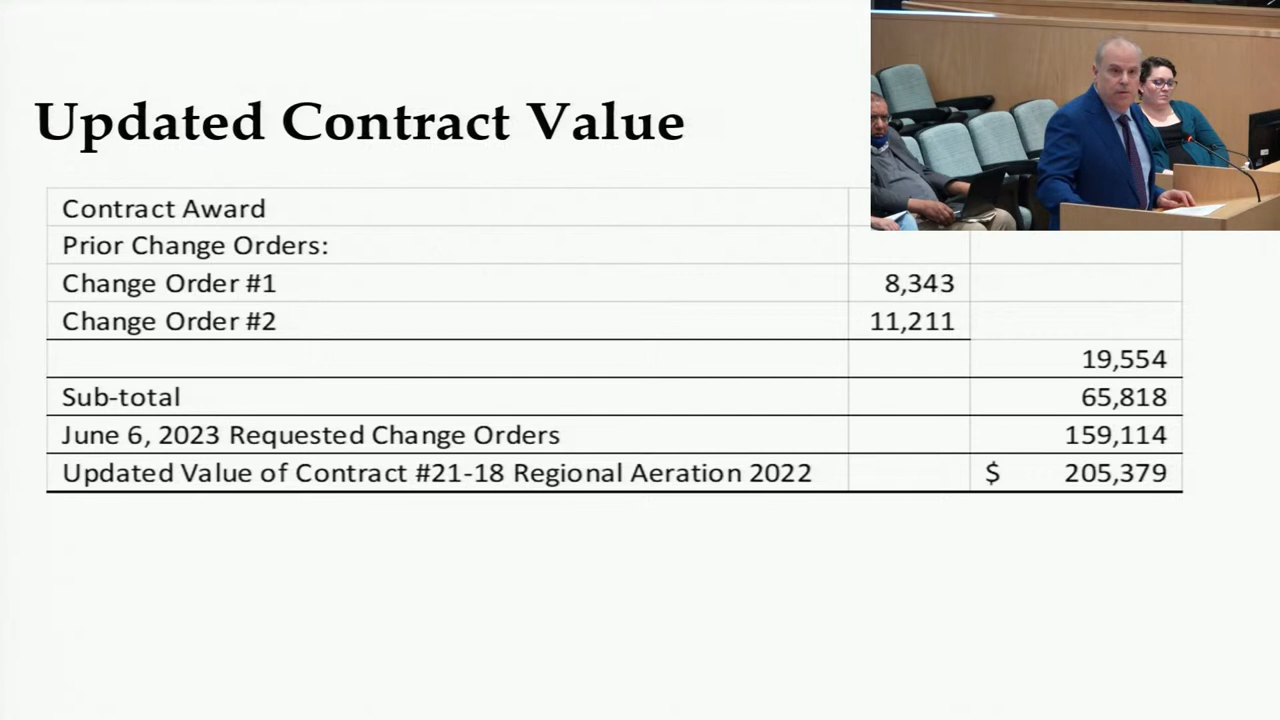 Updated Contract Value
Contract Award
Prior Change Orders:
Change Order #1 8,343
Change Order #2 11,211
19,554
Sub-total 65,818
June 6, 2023 Requested Change Orders 159,114
Updated Value of Contract #21-18 Regional Aeration 2022 $ 205,379